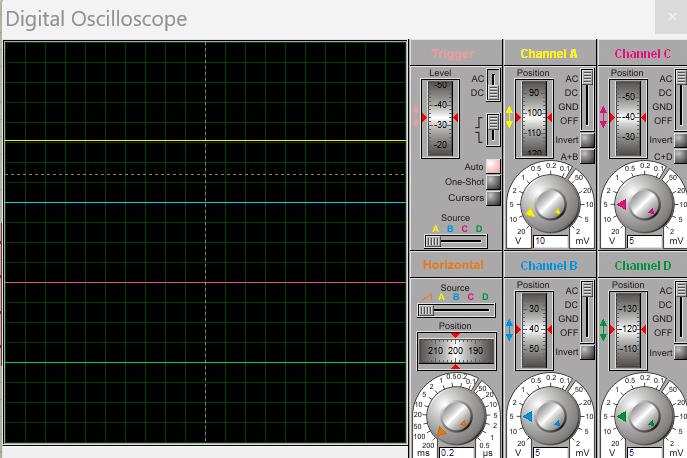 Digital Oscilloscope
×
Trigger
Level
-50
-40
-30
-20
AC
DC
Auto
One-Shot
Cursors
Source
A B C D
Channel A
Position
90
100
110
120
AC
DC
GND
OFF
Invert
A+B
1 0.5 0.2 0.1 50
2
5
10
20
20
10
5
2
V 10 mV
Channel C
Position
-50
-40
-30
AC
DC
GND
OFF
Invert
C+D
1 0.5 0.2 0.1 50
2
5
10
20
20
10
5
2
V 5 mV
Horizontal
Source
A B C D
Position
210 200 190
1 0.50 0.2 0.1
2
5
10
20
50
100
200
50
20
10
5
2
1
0.5
ms 0.2 µS
Channel B
Position
30
40
50
AC
DC
GND
OFF
Invert
1 0.5 0.2 0.1 50
2
5
10
20
20
10
5
2
V 5 mV
Channel D
Position
-130
-120
-110
AC
DC
GND
OFF
Invert
1 0.5 0.2 0.1 50
2
5
10
20
20
10
5
2
V 5 mV